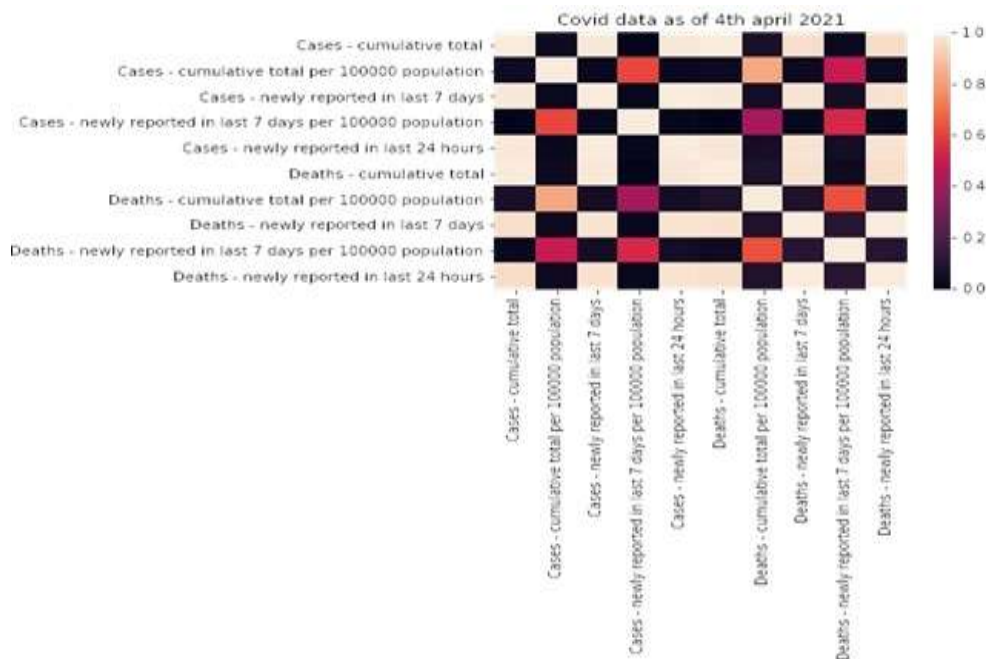 Covid data as of 4th april 2021
Cases - cumulative total
Cases - cumulative total per 100000 population
Cases - newly reported in last 7 days
Cases - newly reported in last 7 days per 100000 population
Cases - newly reported in last 24 hours
Deaths - cumulative total
Deaths - cumulative total per 100000 population
Deaths - newly reported in last 7 days
Deaths - newly reported in last 7 days per 100000 population
Deaths - newly reported in last 24 hours
1.0
0.8
0.6
0.4
0.2
0.0
Cases - cumulative total
Cases - cumulative total per 100000 population
Cases - newly reported in last 7 days
Cases - newly reported in last 7 days per 100000 population
Cases - newly reported in last 24 hours
Deaths - cumulative total
Deaths - cumulative total per 100000 population
Deaths - newly reported in last 7 days
Deaths - newly reported in last 7 days per 100000 population
Deaths - newly reported in last 24 hours